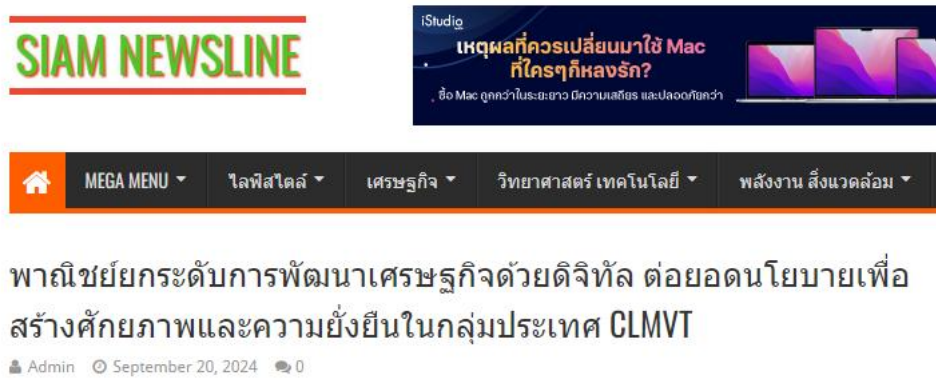 SIAM NEWSLINE
iStudio
เหตุผลที่ควรเปลี่ยนมาใช้ Mac
ที่ใครๆก็หลงรัก?
ซื้อ Mac ถูกกว่าในระยะยาว มีความเสถียร และปลอดภัยกว่า
MEGA MENU ไลฟ์สไตล์ เศรษฐกิจ วิทยาศาสตร์ เทคโนโลยี พลังงาน สิ่งแวดล้อม
พาณิชย์ยกระดับการพัฒนาเศรษฐกิจด้วยดิจิทัล ต่อยอดนโยบายเพื่อ
สร้างศักยภาพและความยั่งยืนในกลุ่มประเทศ CLMVT
Admin September 20, 2024 0